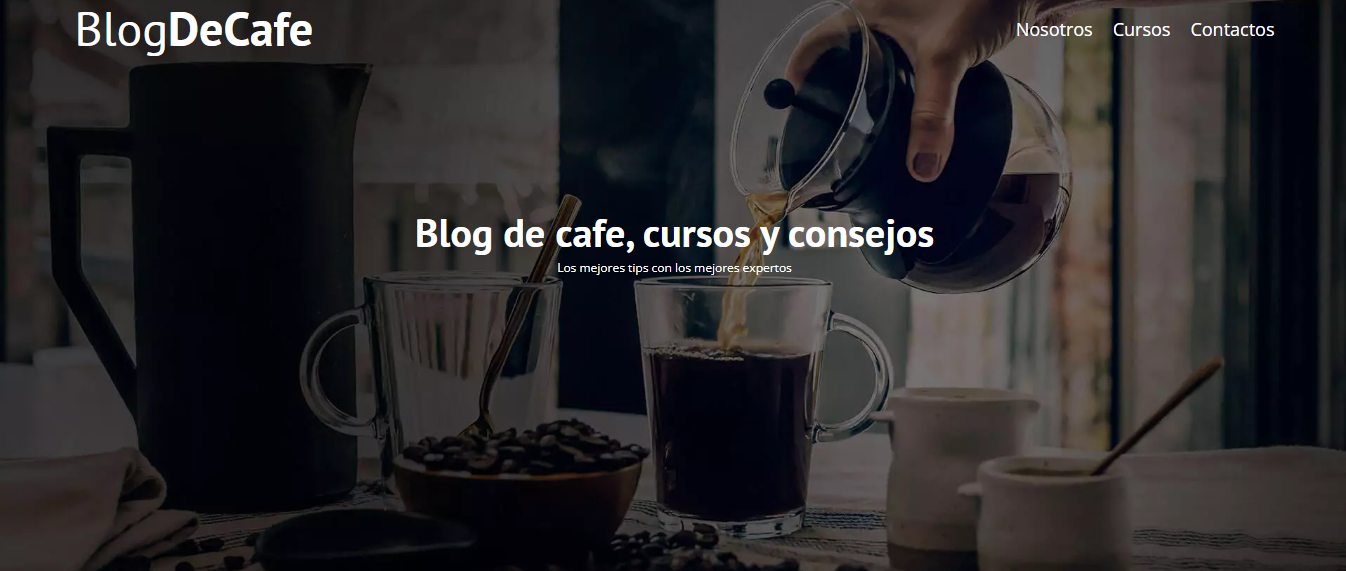 BlogDeCafe
Nosotros Cursos Contactos
Blog de cafe, cursos y consejos
Los mejores tips con los mejores expertos